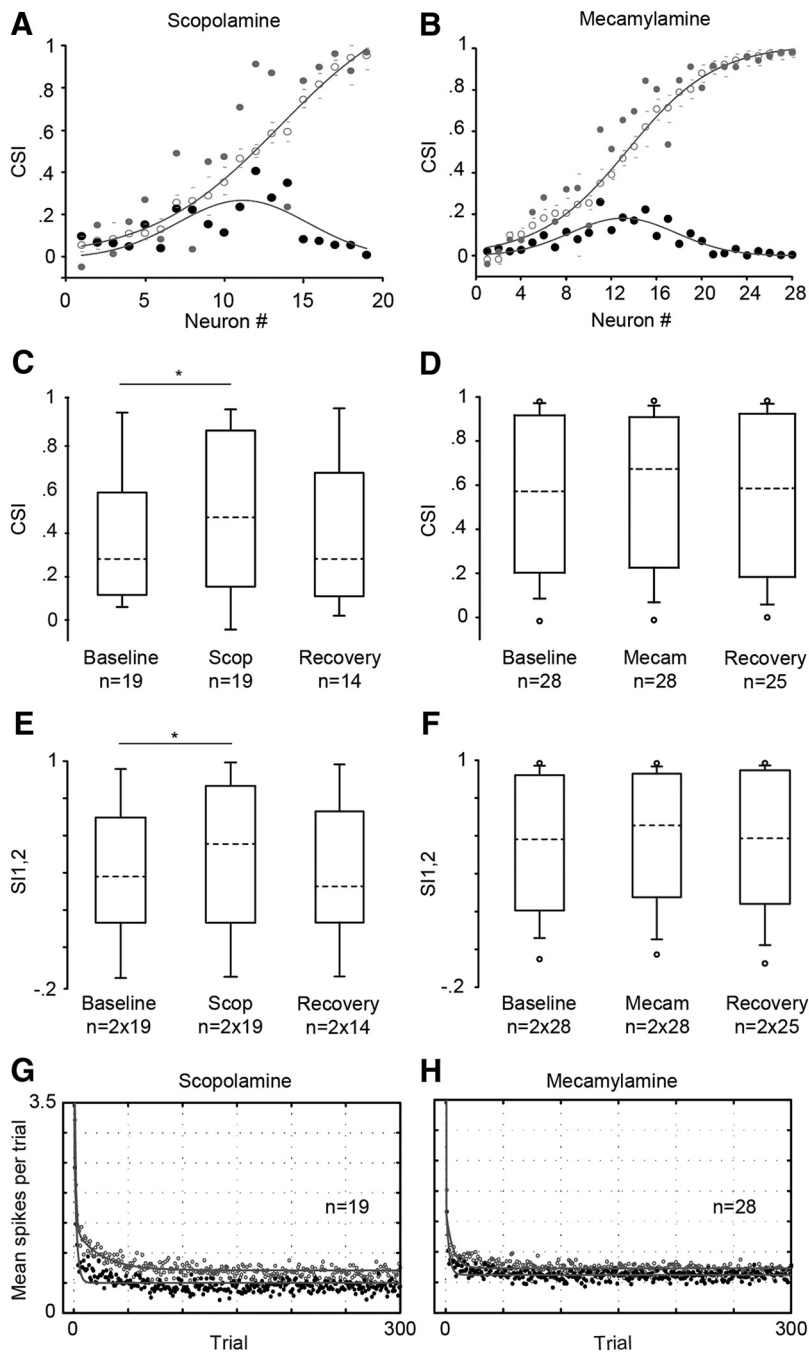 A
Scopolamine
1
.8
.6
.4
.2
0
CSI
0 5 10 15 20
Neuron #
B
Mecamylamine
1
.8
.6
.4
.2
0
CSI
0 4 8 12 16 20 24 28
Neuron #
C
*
1
.8
.6
.4
.2
0
CSI
Baseline Scop Recovery
n=19 n=19 n=14
D
1
.8
.6
.4
.2
0
CSI
Baseline Mecam Recovery
n=28 n=28 n=25
E
*
1
-.2
SI1,2
Baseline Scop Recovery
n=2x19 n=2x19 n=2x14
F
1
-.2
SI1,2
Baseline Mecam Recovery
n=2x28 n=2x28 n=2x25
G
Scopolamine
3.5
0
Mean spikes per trial
n=19
0 300
Trial
H
Mecamylamine
n=28
0 300
Trial